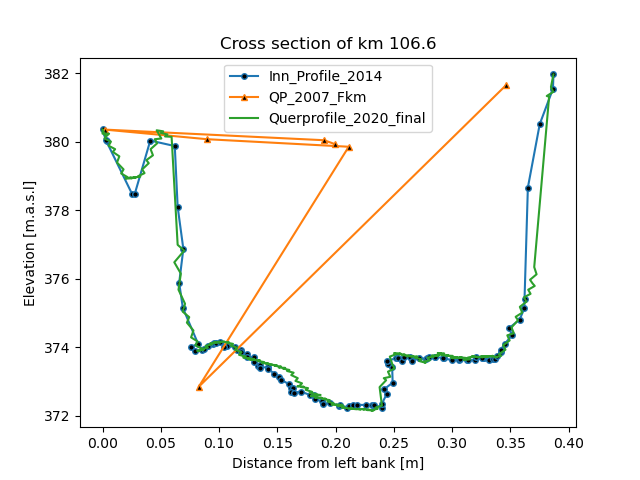 Cross section of km 106.6
Inn_Profile_2014
QP_2007_Fkm
Querprofile_2020_final
Elevation [m.a.s.l]
382
380
378
376
374
372
0.00 0.05 0.10 0.15 0.20 0.25 0.30 0.35 0.40
Distance from left bank [m]